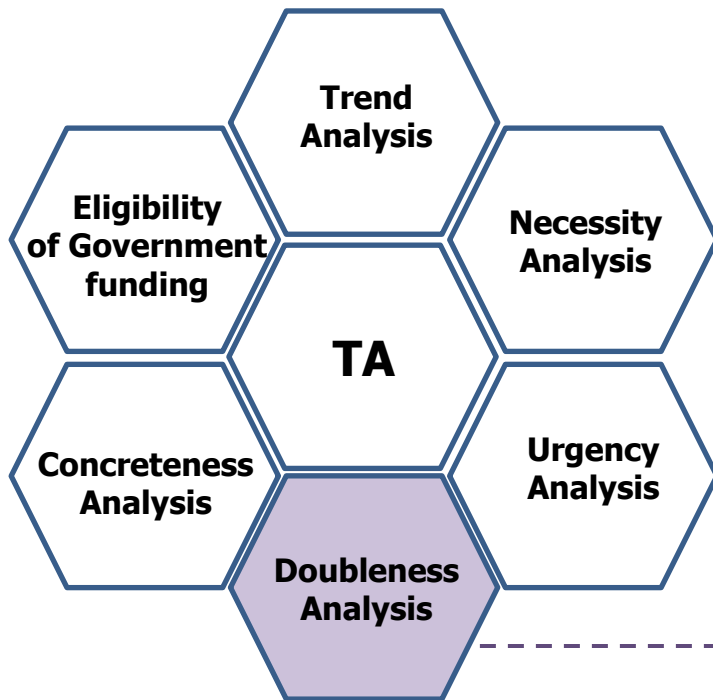 Trend
Analysis
Eligibility
of Government
funding
Necessity
Analysis
TA
Concreteness
Analysis
Urgency
Analysis
Doubleness
Analysis